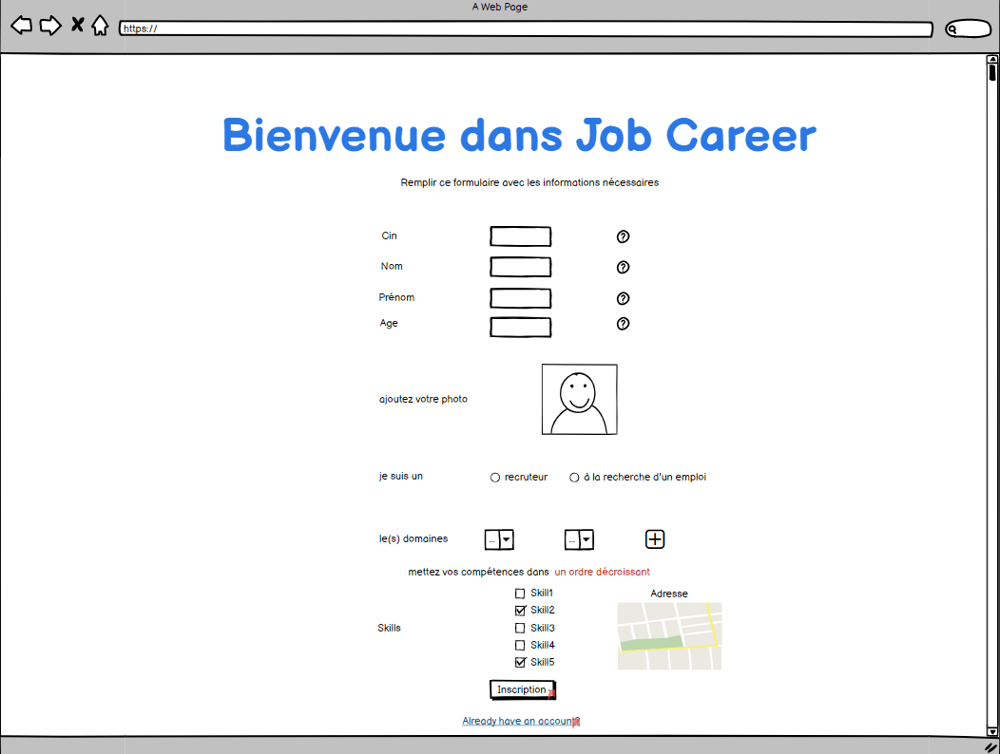 A Web Page
https://
Bienvenue dans Job Career
Remplir ce formulaire avec les informations nécessaires
Cin ?
Nom ?
Prénom ?
Age ?
ajoutez votre photo
je suis un recruteur à la recherche d'un emploi
le(s) domaines ... ...
mettez vos compétences dans un ordre décroissant
Skill1
Adresse
Skill2
Skills
Skill3
Skill4
Skill5
Inscription
Already have an account?